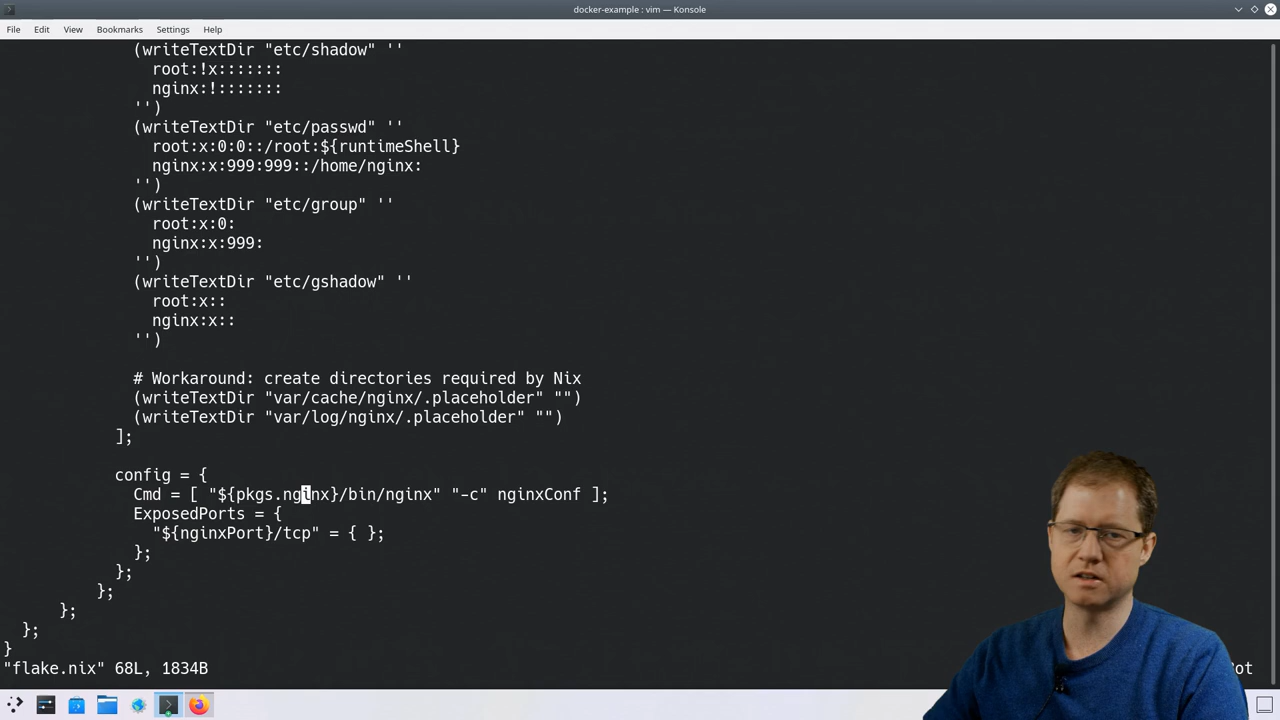 docker-example : vim — Konsole
File Edit View Bookmarks Settings Help
(writeTextDir "etc/shadow" ''
root:!x:::::::
nginx:!:::::::
'')
(writeTextDir "etc/passwd" ''
root:x:0:0::/root:${runtimeShell}
nginx:x:999:999::/home/nginx:
'')
(writeTextDir "etc/group" ''
root:x:0:
nginx:x:999:
'')
(writeTextDir "etc/gshadow" ''
root:x::
nginx:x::
'')
# Workaround: create directories required by Nix
(writeTextDir "var/cache/nginx/.placeholder" "")
(writeTextDir "var/log/nginx/.placeholder" "")
];
config = {
Cmd = [ "${pkgs.nginx}/bin/nginx" "-c" nginxConf ];
ExposedPorts = {
"${nginxPort}/tcp" = { };
};
};
};
};
};
}
"flake.nix" 68L, 1834B